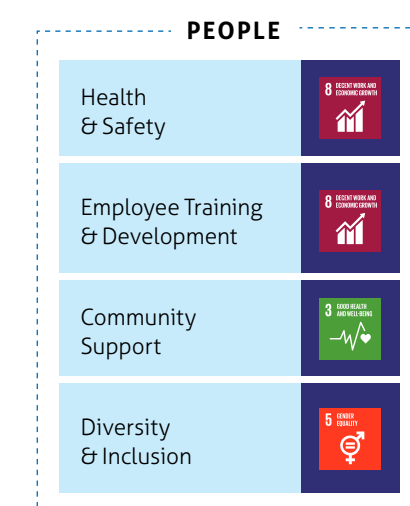 PEOPLE
Health
& Safety
8 DECENT WORK AND
ECONOMIC GROWTH
Employee Training
& Development
8 DECENT WORK AND
ECONOMIC GROWTH
Community
Support
3 GOOD HEALTH
AND WELL-BEING
Diversity
& Inclusion
5 GENDER
EQUALITY